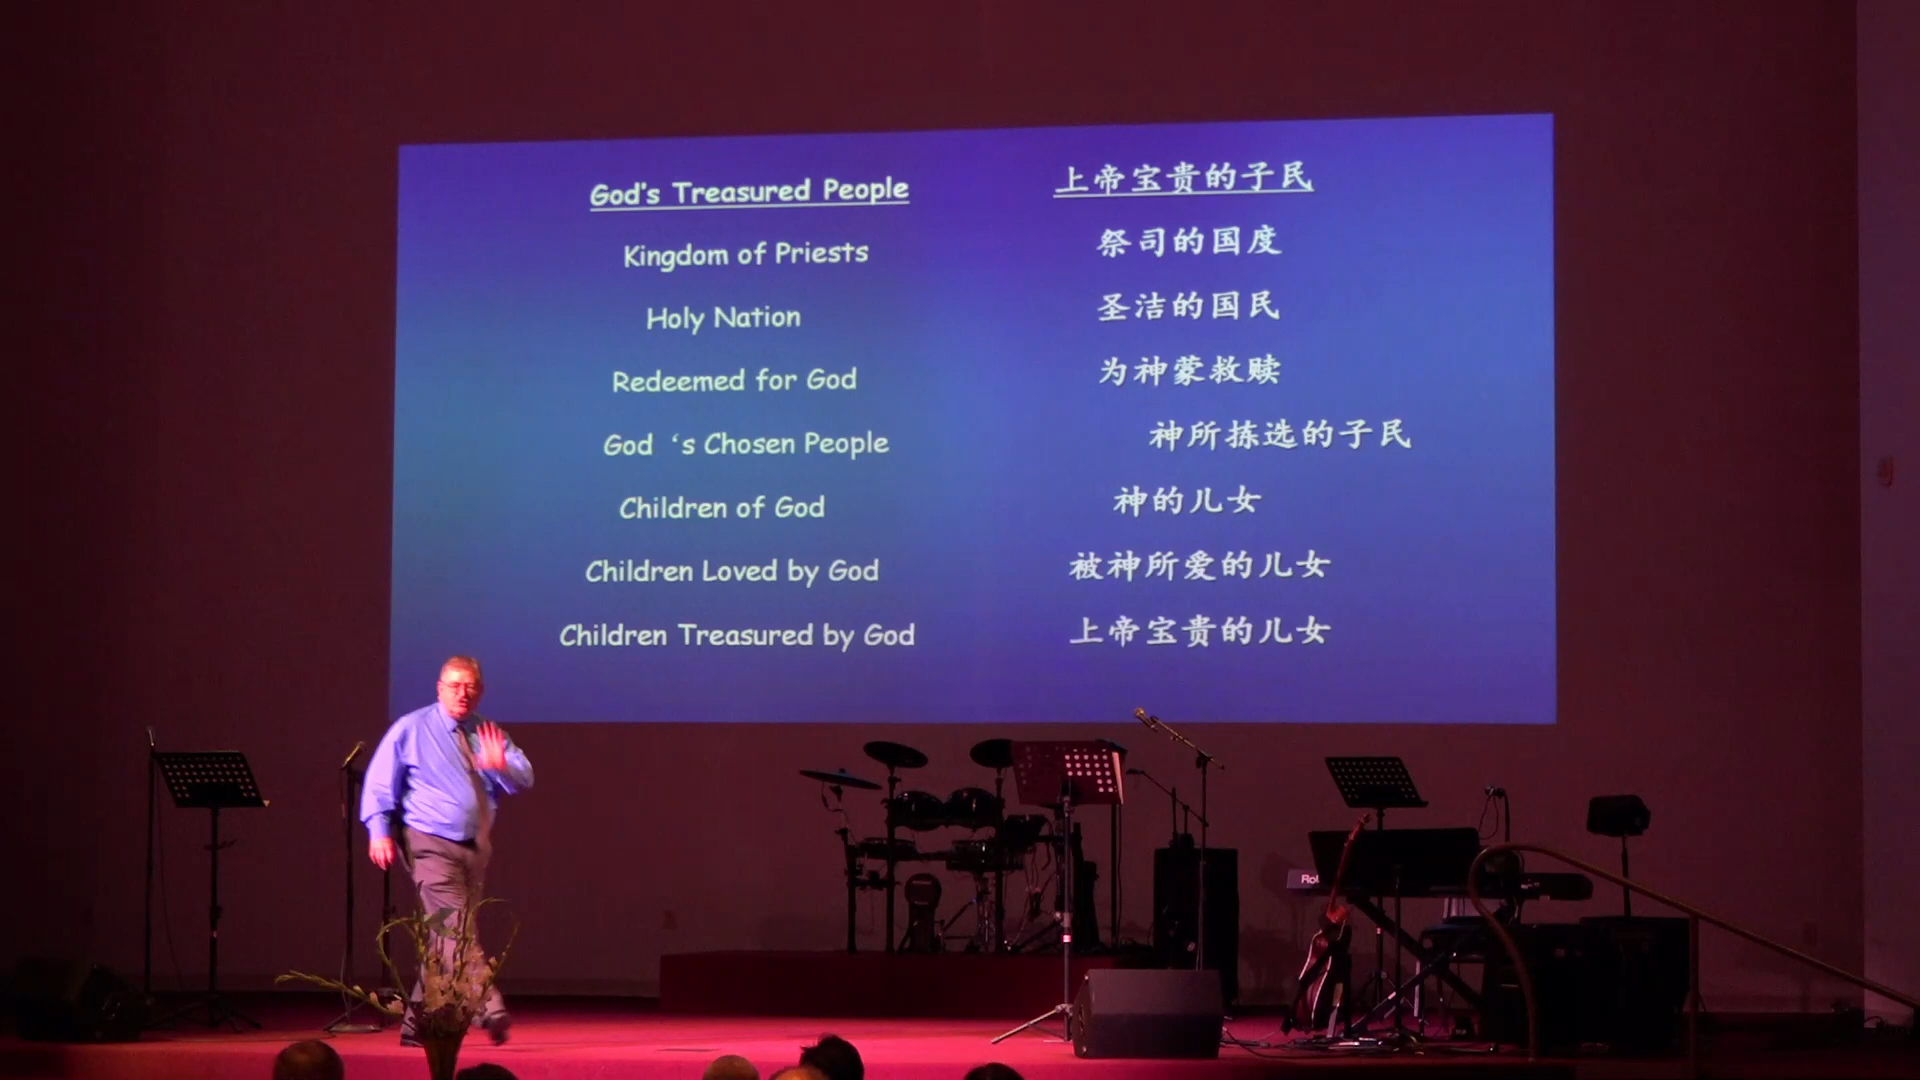 God's Treasured People 上帝宝贵的子民
Kingdom of Priests 祭司的国度
Holy Nation 圣洁的国民
Redeemed for God 为神蒙救赎
God ‘s Chosen People 神所拣选的子民
Children of God 神的儿女
Children Loved by God 被神所爱的儿女
Children Treasured by God 上帝宝贵的儿女